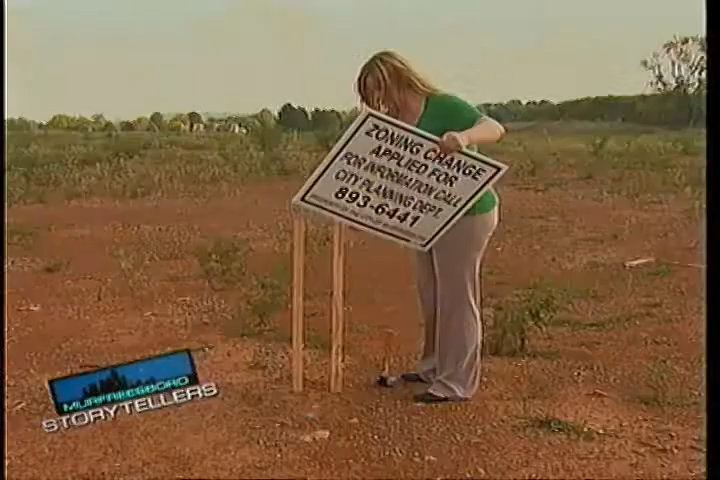 ZONING CHANGE
APPLIED FOR
FOR INFORMATION CALL
CITY PLANNING DEPT.
893-6441
MURFREESBORO
STORYTELLERS